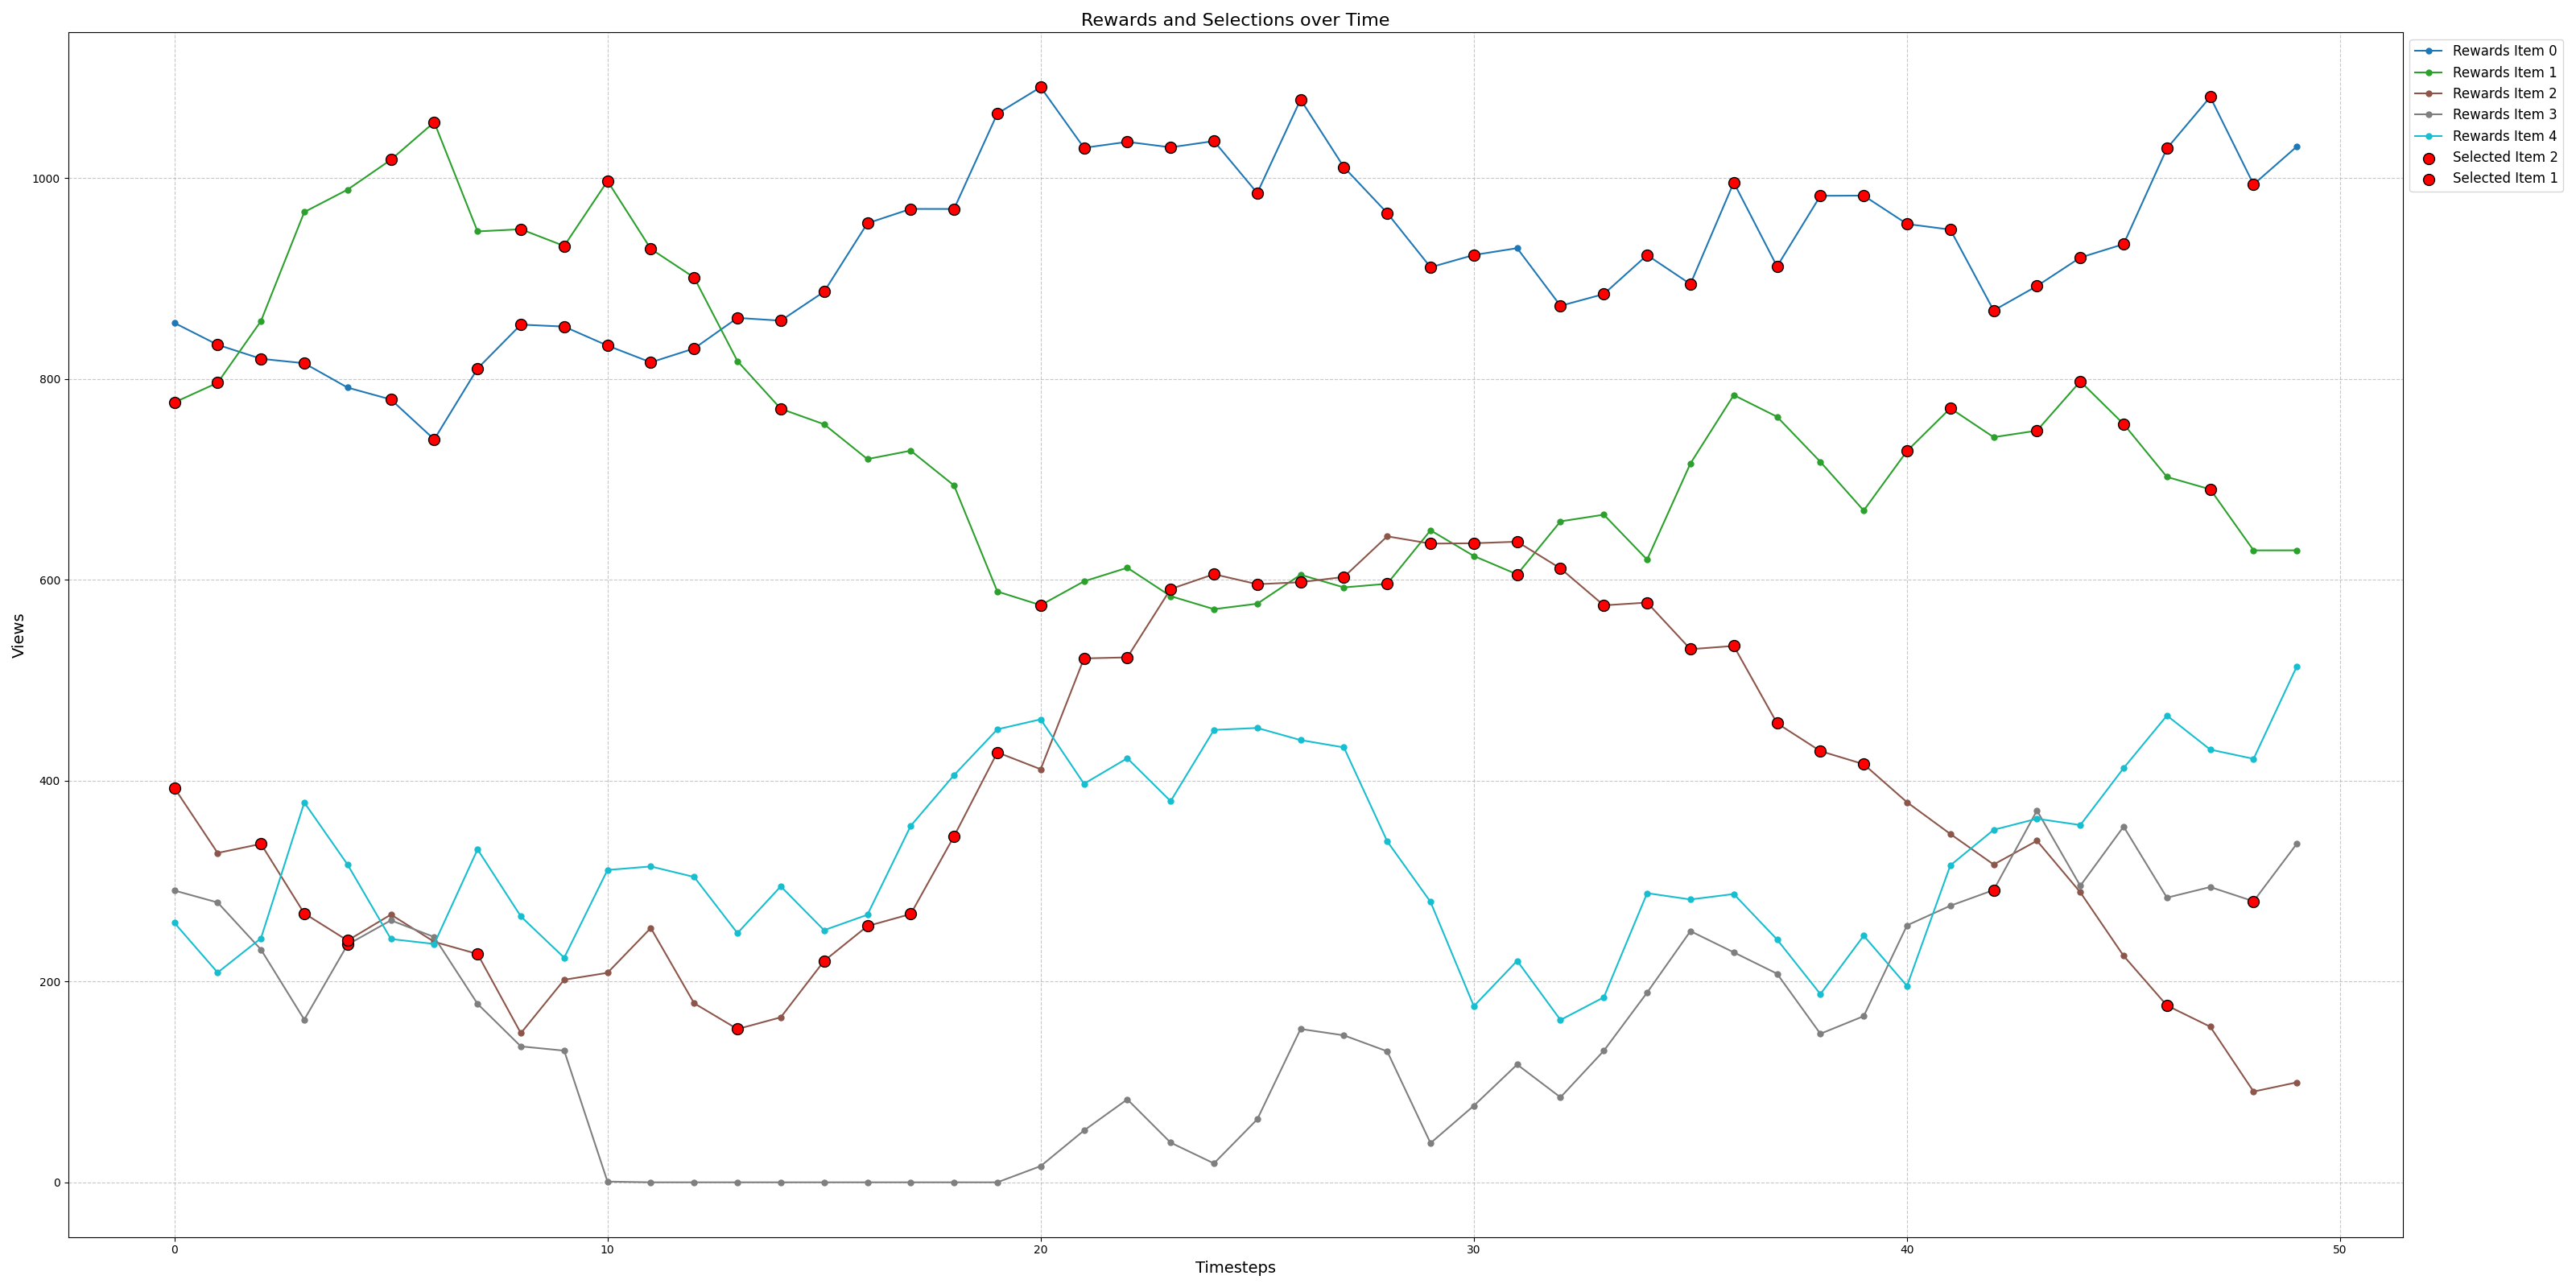 Rewards and Selections over Time
Rewards Item 0
Rewards Item 1
Rewards Item 2
Rewards Item 3
Rewards Item 4
Selected Item 2
Selected Item 1
Views
1000
800
600
400
200
0
0 10 20 30 40 50
Timesteps